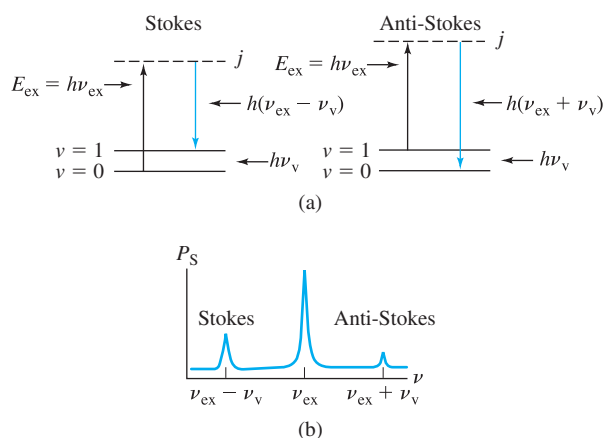 Stokes
Anti-Stokes
j
j
E_ex = hν_ex
E_ex = hν_ex
h(ν_ex − ν_v)
h(ν_ex + ν_v)
v = 1
v = 0
hν_v
v = 1
v = 0
hν_v
(a)
P_S
Stokes
Anti-Stokes
ν
ν_ex − ν_v
ν_ex
ν_ex + ν_v
(b)